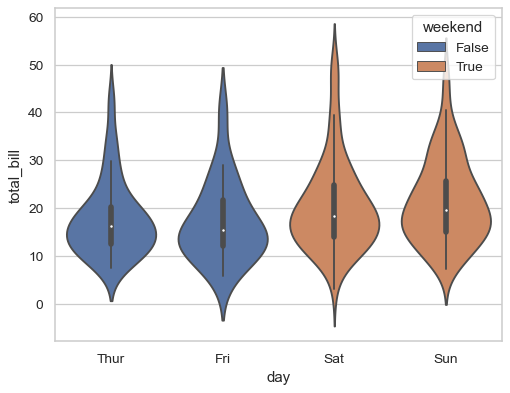 60
50
40
30
20
10
0
total_bill
weekend
False
True
Thur Fri Sat Sun
day